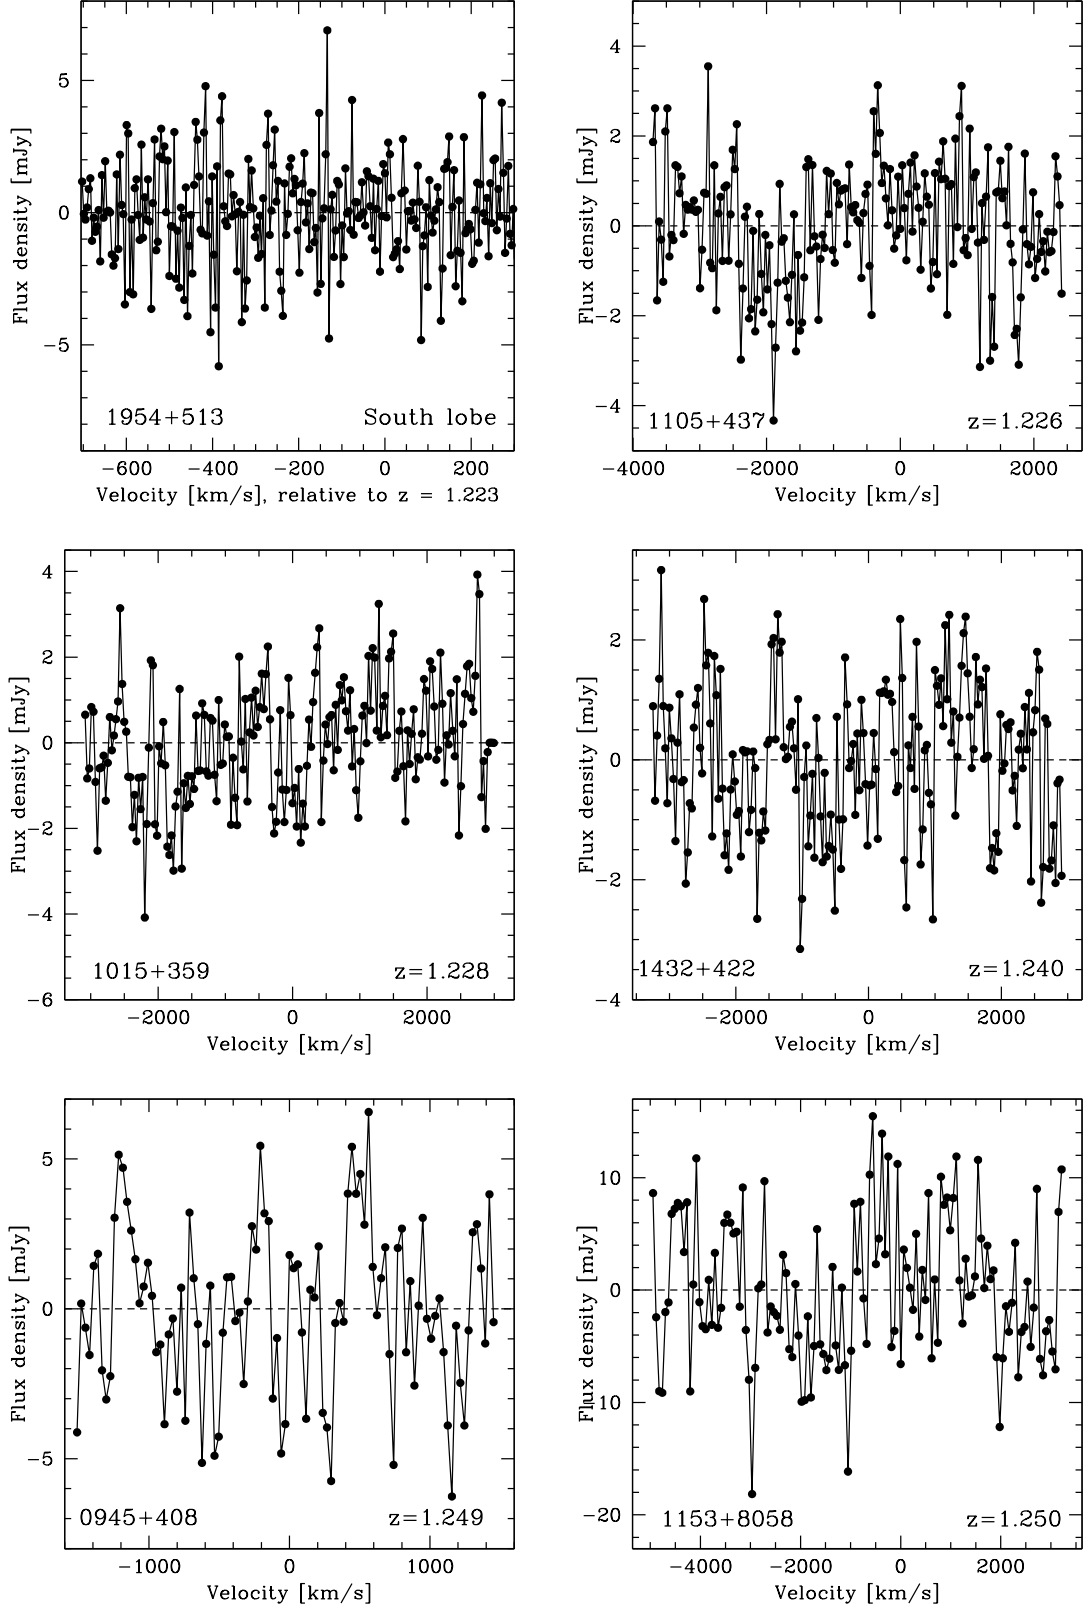 Flux density [mJy]
5
0
−5
1954+513 South lobe
−600 −400 −200 0 200
Velocity [km/s], relative to z = 1.223
Flux density [mJy]
4
2
0
−2
−4
1105+437 z=1.226
−4000 −2000 0 2000
Velocity [km/s]
Flux density [mJy]
4
2
0
−2
−4
−6
1015+359 z=1.228
−2000 0 2000
Velocity [km/s]
Flux density [mJy]
2
0
−2
−4
1432+422 z=1.240
−2000 0 2000
Velocity [km/s]
Flux density [mJy]
5
0
−5
0945+408 z=1.249
−1000 0 1000
Velocity [km/s]
Flux density [mJy]
10
0
−10
−20
1153+8058 z=1.250
−4000 −2000 0 2000
Velocity [km/s]